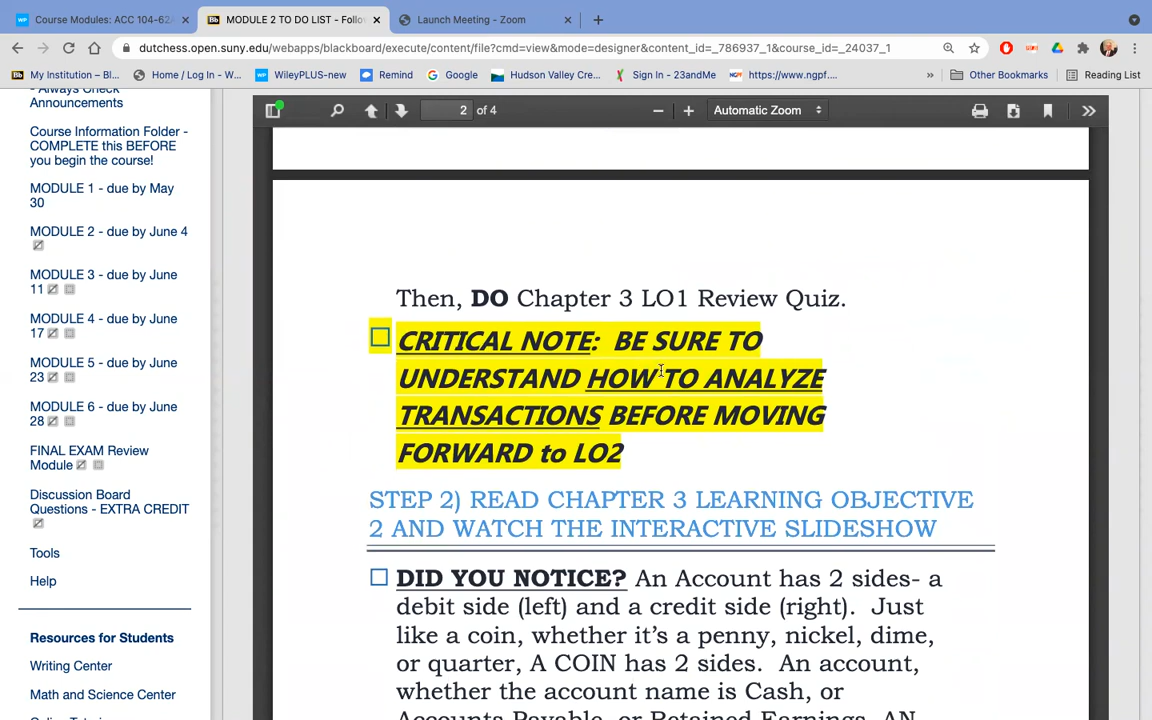 Course Modules: ACC 104-62
MODULE 2 TO DO LIST - Follow
Launch Meeting - Zoom
dutchess.open.suny.edu/webapps/blackboard/execute/content/file?cmd=view&mode=designer&content_id=_786937_1&course_id=_24037_1
My Institution – Bl...
Home / Log In - W...
WileyPLUS-new
Remind
Google
Hudson Valley Cre...
Sign In - 23andMe
https://www.ngpf....
»
Other Bookmarks
Reading List
- Always Check
Announcements
Course Information Folder -
COMPLETE this BEFORE
you begin the course!
MODULE 1 - due by May
30
MODULE 2 - due by June 4
MODULE 3 - due by June
11
MODULE 4 - due by June
17
MODULE 5 - due by June
23
MODULE 6 - due by June
28
FINAL EXAM Review
Module
Discussion Board
Questions - EXTRA CREDIT
Tools
Help
Resources for Students
Writing Center
Math and Science Center
2 of 4
Automatic Zoom
Then, DO Chapter 3 LO1 Review Quiz.
CRITICAL NOTE: BE SURE TO
UNDERSTAND HOW TO ANALYZE
TRANSACTIONS BEFORE MOVING
FORWARD to LO2
STEP 2) READ CHAPTER 3 LEARNING OBJECTIVE
2 AND WATCH THE INTERACTIVE SLIDESHOW
DID YOU NOTICE? An Account has 2 sides- a
debit side (left) and a credit side (right). Just
like a coin, whether it's a penny, nickel, dime,
or quarter, A COIN has 2 sides. An account,
whether the account name is Cash, or
Accounts Payable, or Retained Earnings, AN